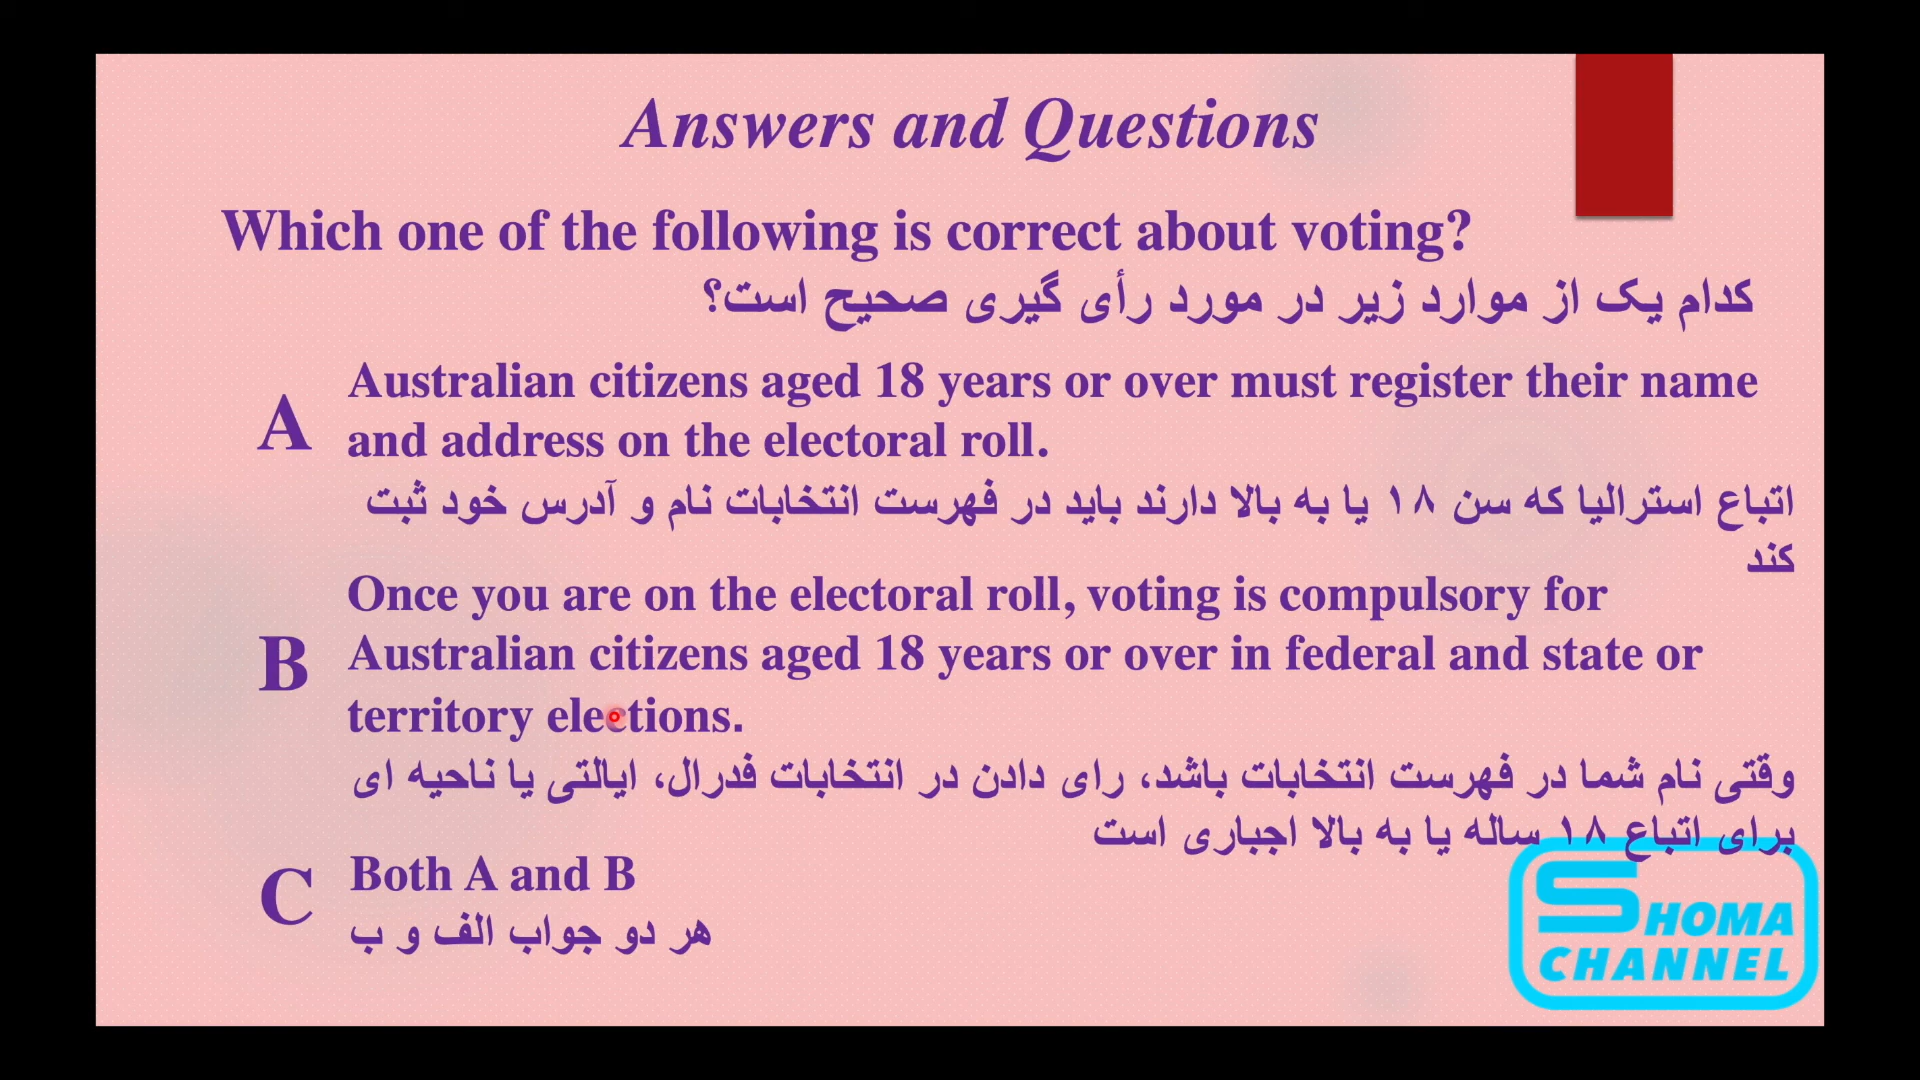 Answers and Questions
Which one of the following is correct about voting?
کدام یک از موارد زیر در مورد رأی گیری صحیح است؟
A
Australian citizens aged 18 years or over must register their name
and address on the electoral roll.
اتباع استرالیا که سن ۱۸ یا به بالا دارند باید در فهرست انتخابات نام و آدرس خود ثبت
کند
B
Once you are on the electoral roll, voting is compulsory for
Australian citizens aged 18 years or over in federal and state or
territory elections.
وقتی نام شما در فهرست انتخابات باشد، رای دادن در انتخابات فدرال، ایالتی یا ناحیه ای
برای اتباع ۱۸ ساله یا به بالا اجباری است
C
Both A and B
هر دو جواب الف و ب
SHOMA
CHANNEL